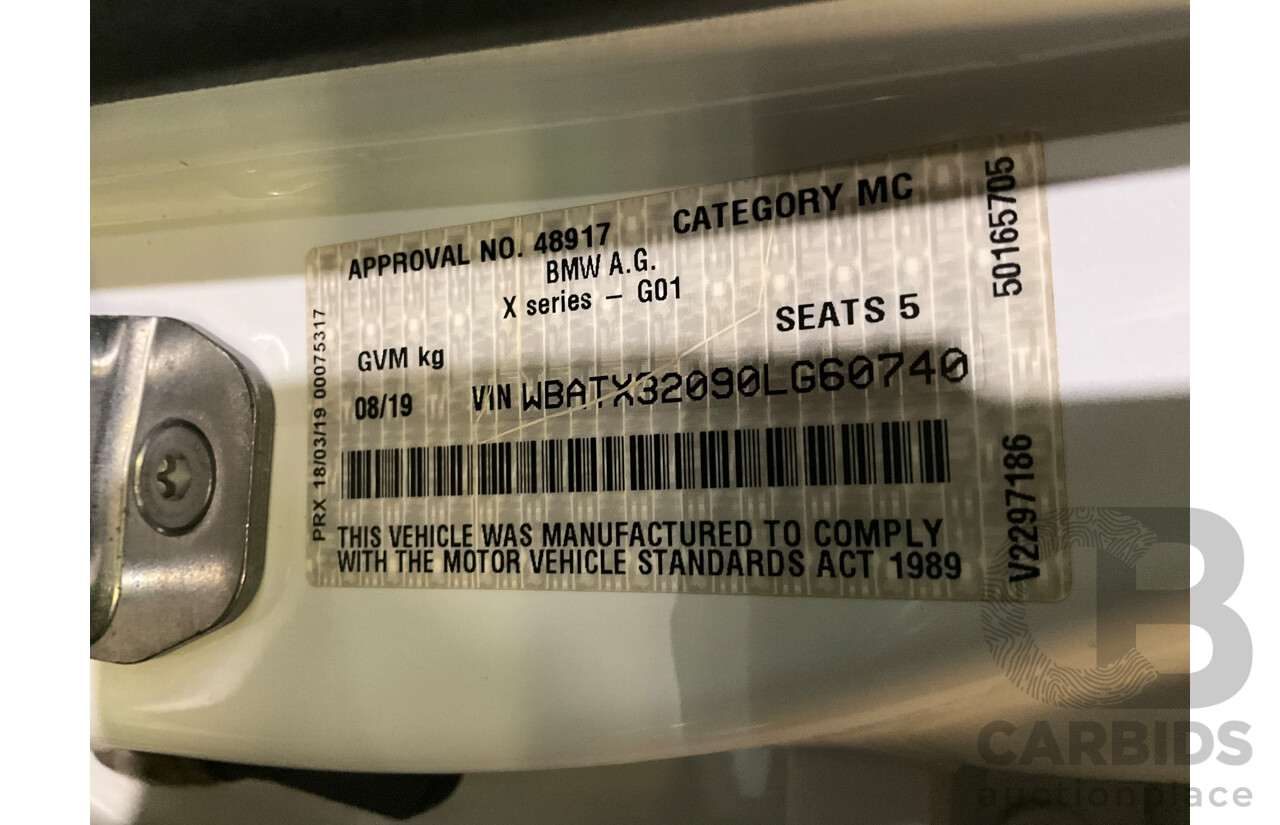 APPROVAL NO. 48917 CATEGORY MC
BMW A.G.
X series – G01
SEATS 5
GVM kg
08/19 VIN WBATX32090LG60740
THIS VEHICLE WAS MANUFACTURED TO COMPLY
WITH THE MOTOR VEHICLE STANDARDS ACT 1989
PRX 18/03/19 00075317
50165705
V2297186
CB
CARBIDS
auctionplace